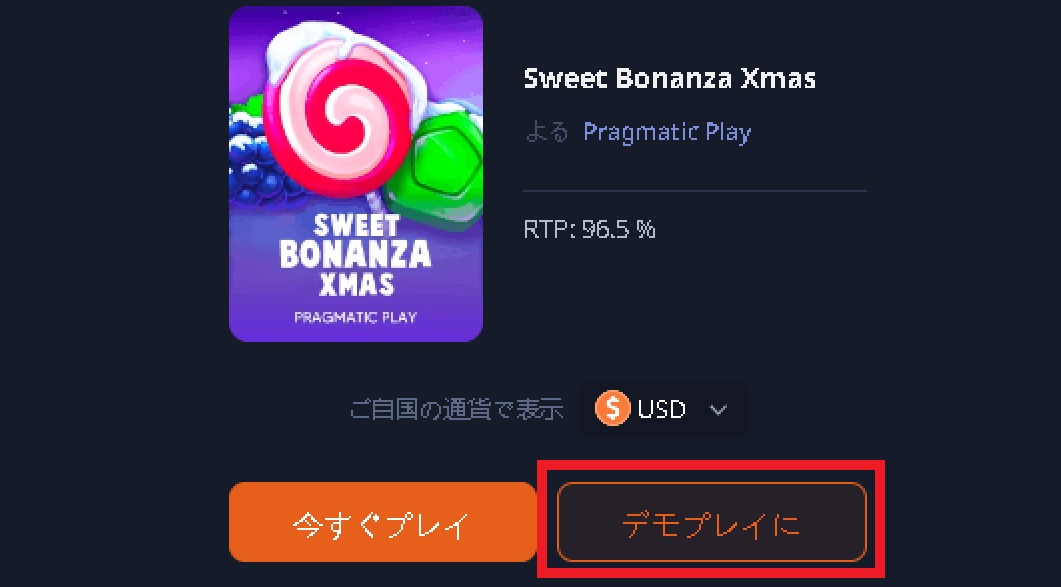 SWEET
BONANZA
XMAS
PRAGMATIC PLAY
Sweet Bonanza Xmas
よる Pragmatic Play
RTP: 96.5 %
ご自国の通貨で表示 $ USD
今すぐプレイ デモプレイに